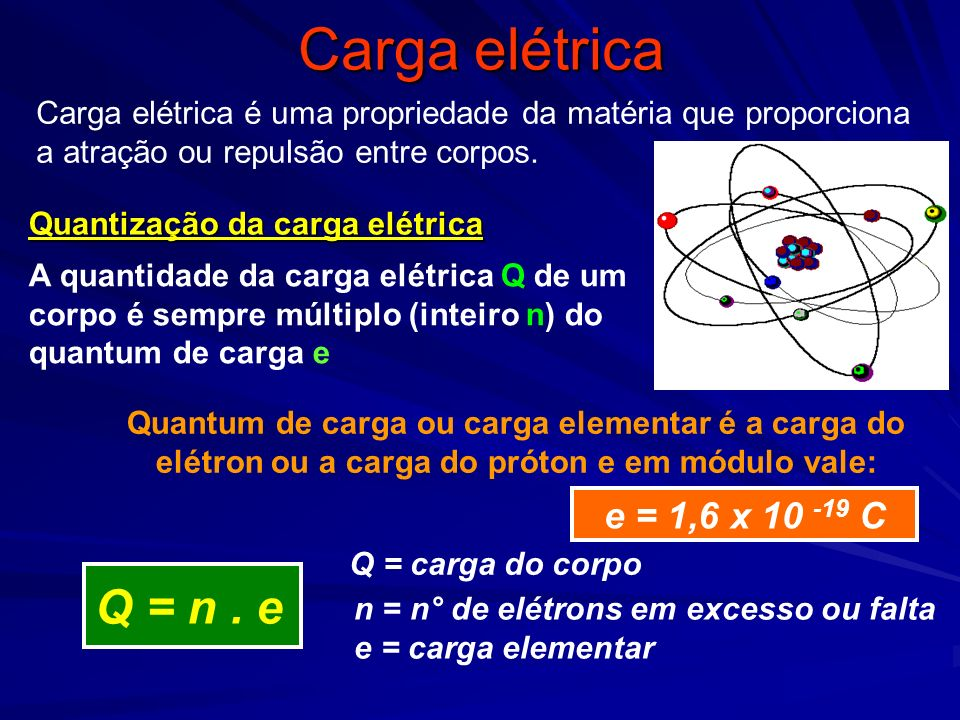 Carga elétrica
Carga elétrica é uma propriedade da matéria que proporciona
a atração ou repulsão entre corpos.
Quantização da carga elétrica
A quantidade da carga elétrica Q de um
corpo é sempre múltiplo (inteiro n) do
quantum de carga e
Quantum de carga ou carga elementar é a carga do
elétron ou a carga do próton e em módulo vale:
e = 1,6 x 10 -19 C
Q = n . e
Q = carga do corpo
n = n° de elétrons em excesso ou falta
e = carga elementar